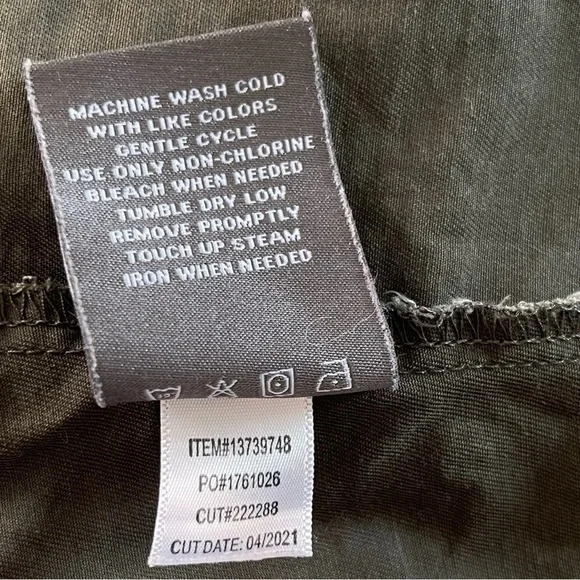 MACHINE WASH COLD
WITH LIKE COLORS
GENTLE CYCLE
USE ONLY NON-CHLORINE
BLEACH WHEN NEEDED
TUMBLE DRY LOW
REMOVE PROMPTLY
TOUCH UP STEAM
IRON WHEN NEEDED
ITEM#13739748
PO#1761026
CUT#222288
CUT DATE: 04/2021